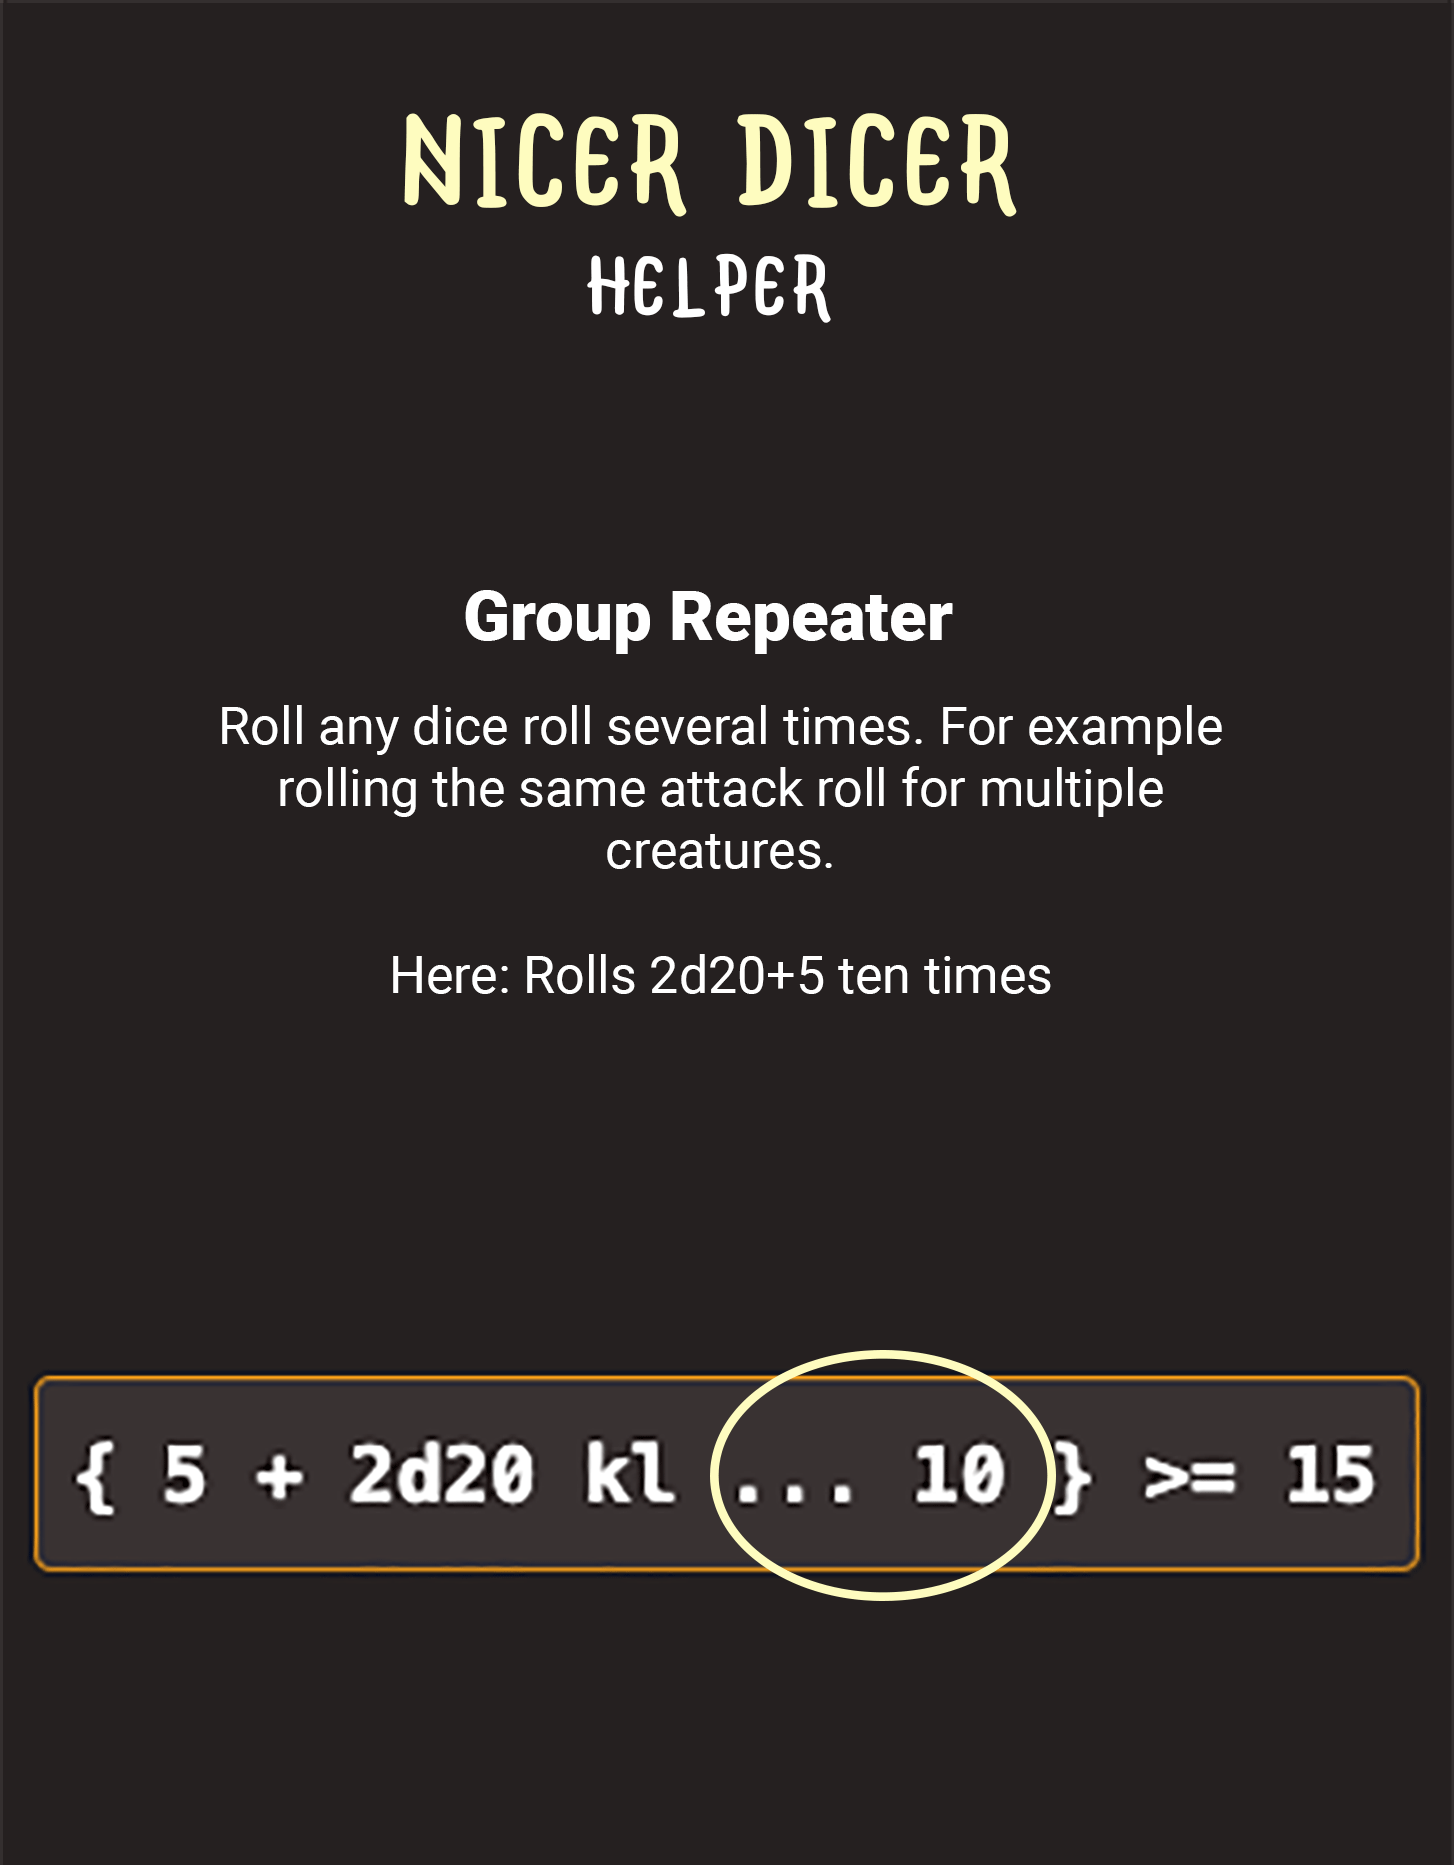 NICER DICER
HELPER
Group Repeater
Roll any dice roll several times. For example
rolling the same attack roll for multiple
creatures.
Here: Rolls 2d20+5 ten times
{ 5 + 2d20 kl ... 10 } >= 15